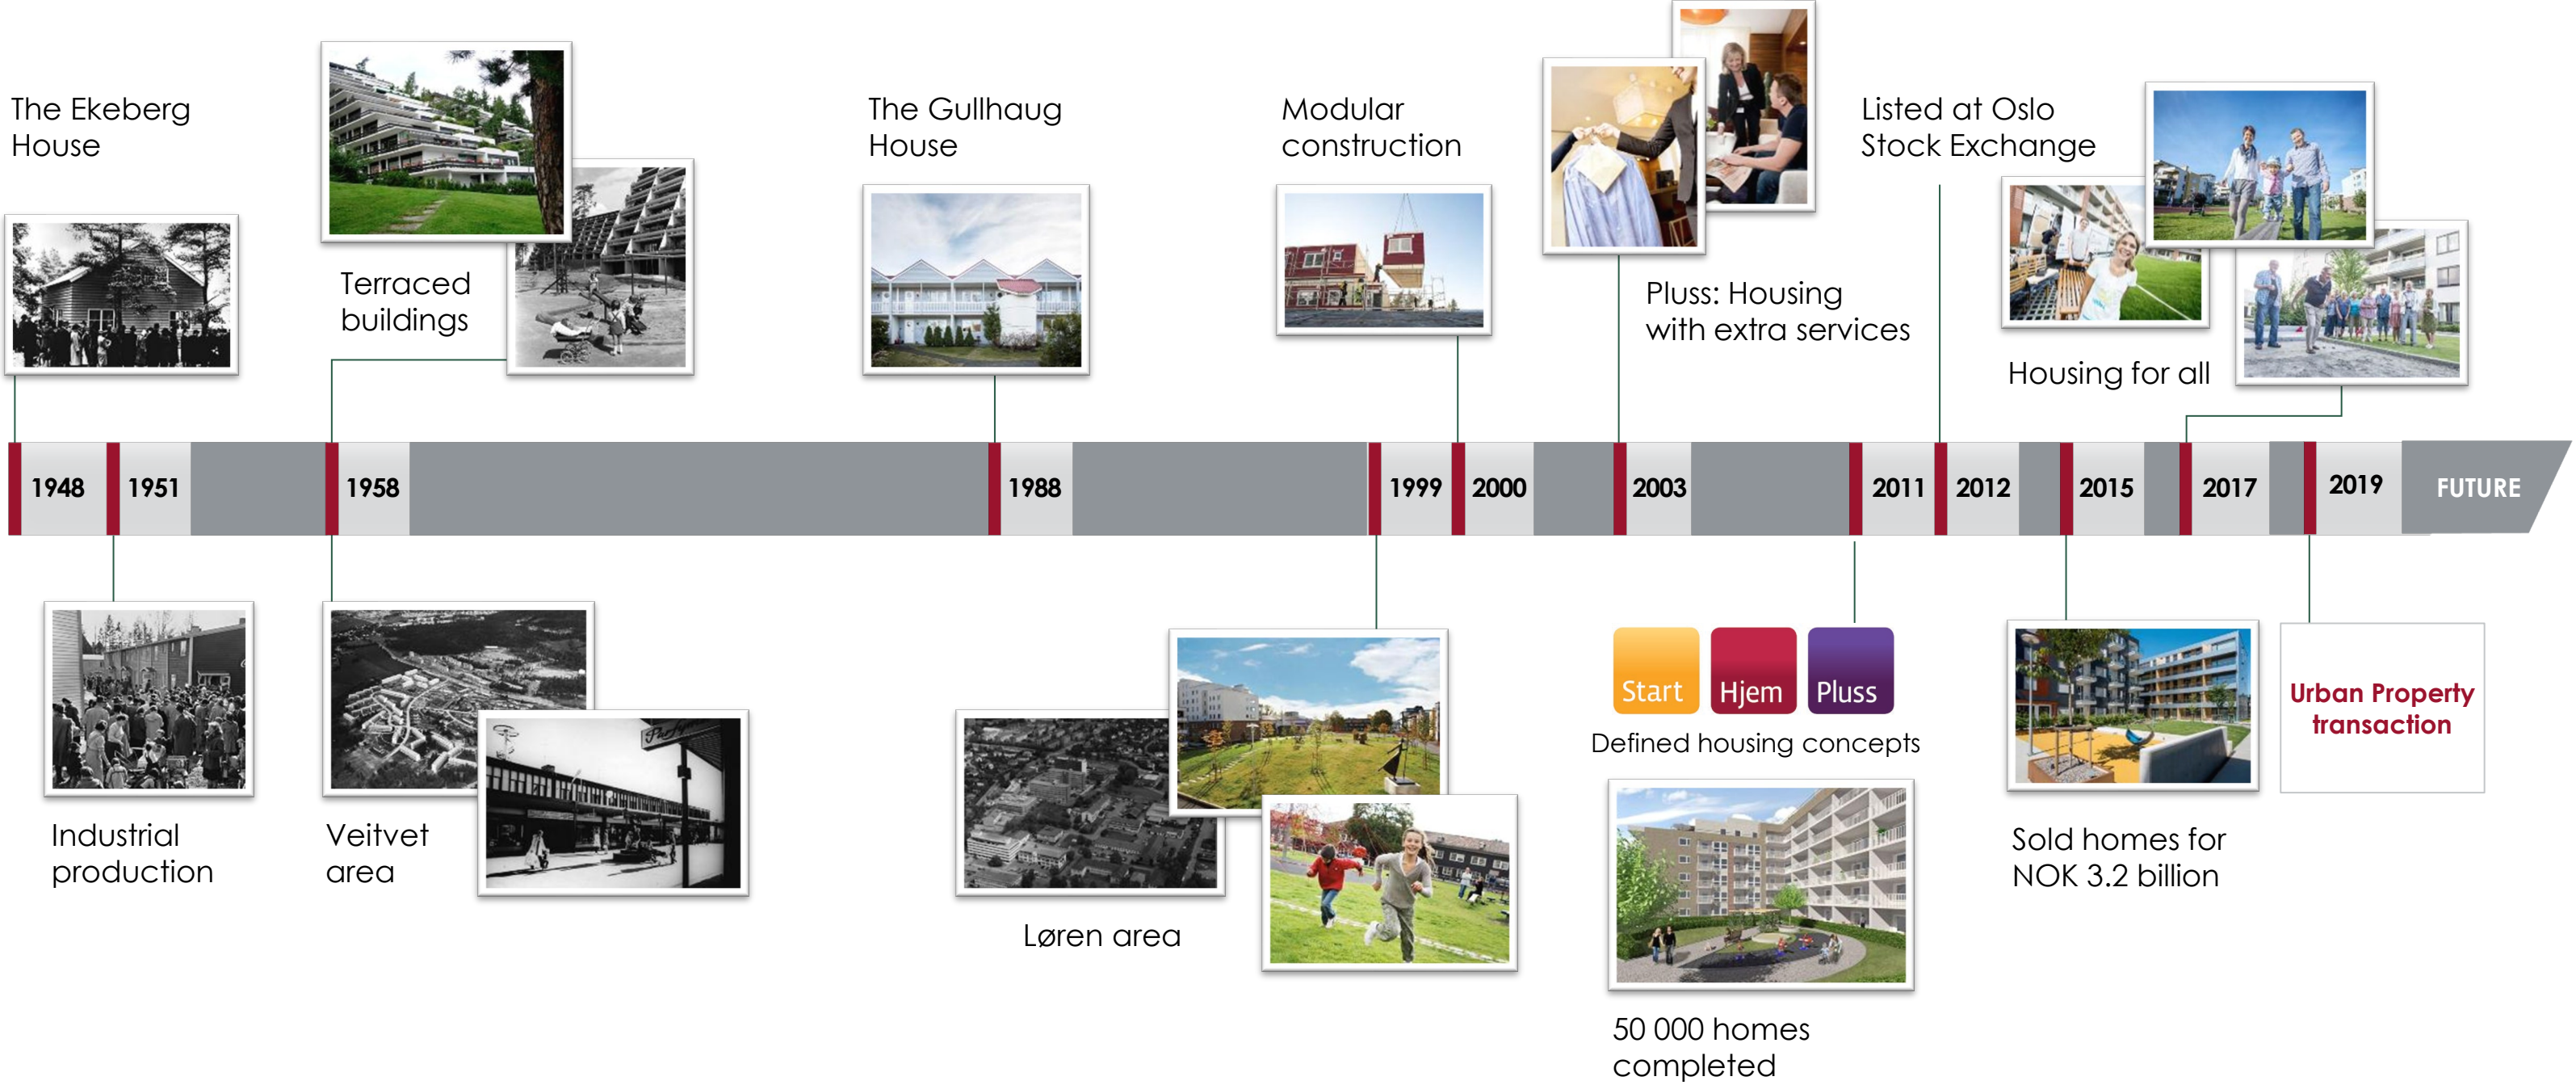 The Ekeberg
House
Terraced
buildings
The Gullhaug
House
Modular
construction
Pluss: Housing
with extra services
Listed at Oslo
Stock Exchange
Housing for all
1948
1951
1958
1988
1999
2000
2003
2011
2012
2015
2017
2019
FUTURE
Industrial
production
Veitvet
area
Løren area
Start
Hjem
Pluss
Defined housing concepts
50 000 homes
completed
Sold homes for
NOK 3.2 billion
Urban Property
transaction